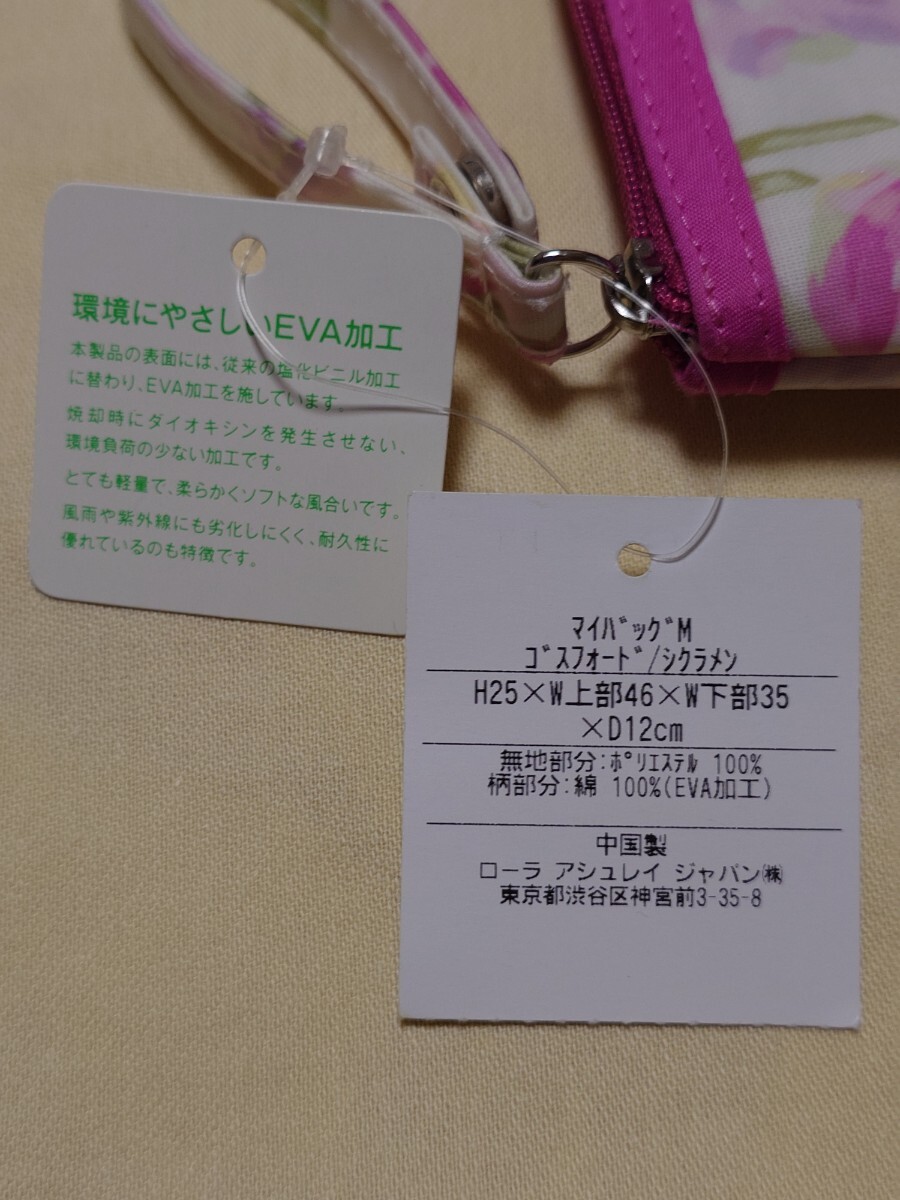 環境にやさしいEVA加工
本製品の表面には、従来の塩化ビニル加工
に替わり、EVA加工を施しています。
焼却時にダイオキシンを発生させない、
環境負荷の少ない加工です。
とても軽量で、柔らかくソフトな風合いです。
風雨や紫外線にも劣化しにくく、耐久性に
優れているのも特徴です。
ﾏｲﾊﾞｯｸﾞM
ｺﾞｽﾌｫｰﾄﾞ/ｼｸﾗﾒﾝ
H25×W上部46×W下部35
×D12cm
無地部分:ﾎﾟﾘｴｽﾃﾙ 100%
柄部分:綿 100%(EVA加工)
中国製
ローラ アシュレイ ジャパン㈱
東京都渋谷区神宮前3-35-8